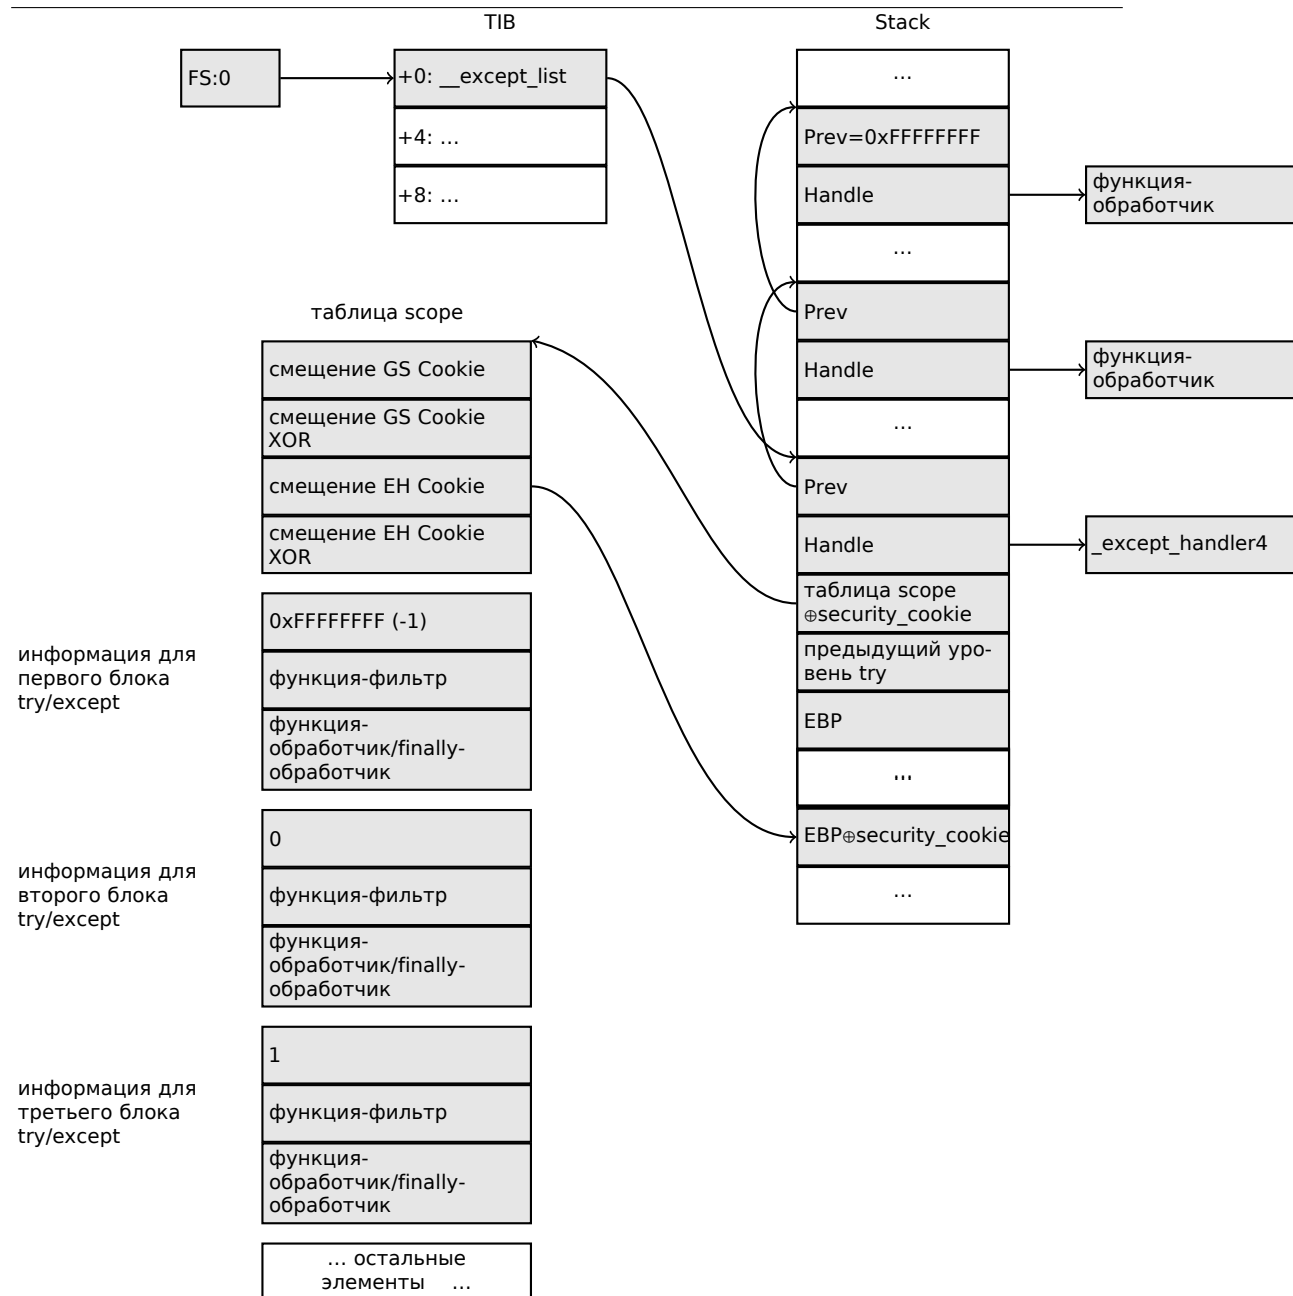 TIB
Stack
FS:0
+0: __except_list
+4: …
+8: …
…
Prev=0xFFFFFFFF
Handle
функция-
обработчик
…
Prev
Handle
функция-
обработчик
…
Prev
Handle
_except_handler4
таблица scope
⊕security_cookie
предыдущий уро-
вень try
EBP
…
EBP⊕security_cookie
…
таблица scope
смещение GS Cookie
смещение GS Cookie
XOR
смещение EH Cookie
смещение EH Cookie
XOR
информация для
первого блока
try/except
0xFFFFFFFF (-1)
функция-фильтр
функция-
обработчик/finally-
обработчик
информация для
второго блока
try/except
0
функция-фильтр
функция-
обработчик/finally-
обработчик
информация для
третьего блока
try/except
1
функция-фильтр
функция-
обработчик/finally-
обработчик
… остальные
элементы …